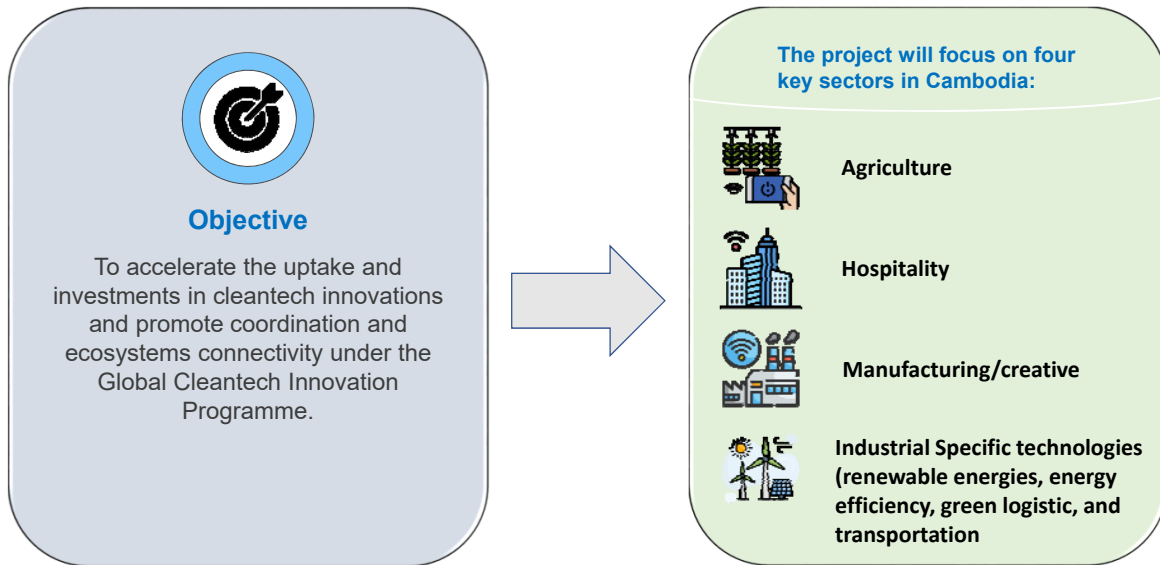 Objective
To accelerate the uptake and
investments in cleantech innovations
and promote coordination and
ecosystems connectivity under the
Global Cleantech Innovation
Programme.
The project will focus on four
key sectors in Cambodia:
Agriculture
Hospitality
Manufacturing/creative
Industrial Specific technologies
(renewable energies, energy
efficiency, green logistic, and
transportation